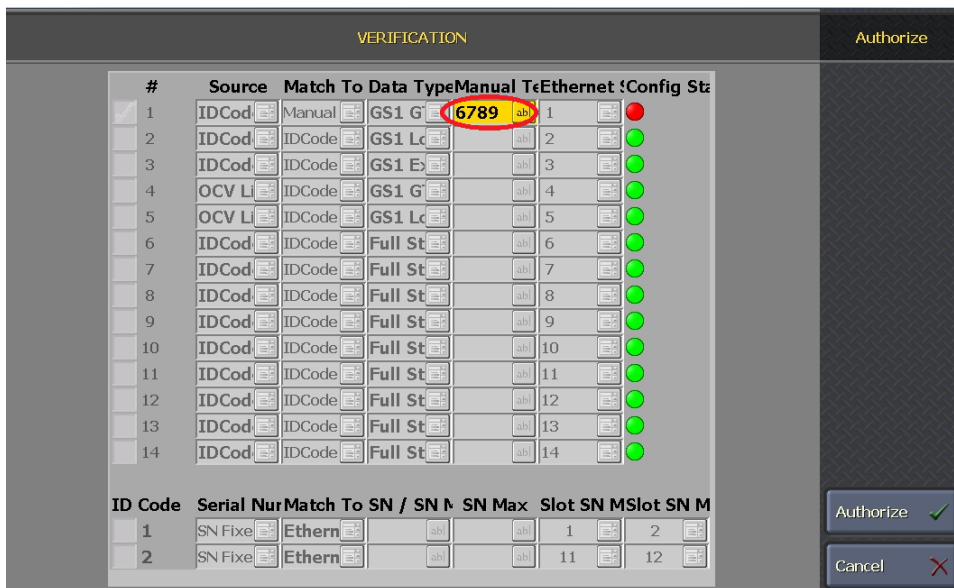 VERIFICATION
Authorize
# Source Match To Data Type Manual Te Ethernet S Config Sta
1 IDCod Manual GS1 GT 6789 abl 1
2 IDCod IDCode GS1 Lo abl 2
3 IDCod IDCode GS1 Ex abl 3
4 OCV Li IDCode GS1 GT abl 4
5 OCV Li IDCode GS1 Lo abl 5
6 IDCod IDCode Full St abl 6
7 IDCod IDCode Full St abl 7
8 IDCod IDCode Full St abl 8
9 IDCod IDCode Full St abl 9
10 IDCod IDCode Full St abl 10
11 IDCod IDCode Full St abl 11
12 IDCod IDCode Full St abl 12
13 IDCod IDCode Full St abl 13
14 IDCod IDCode Full St abl 14
ID Code Serial Nur Match To SN / SN M SN Max Slot SN M Slot SN M
1 SN Fixe Ethern abl abl 1 2
2 SN Fixe Ethern abl abl 11 12
Authorize
Cancel